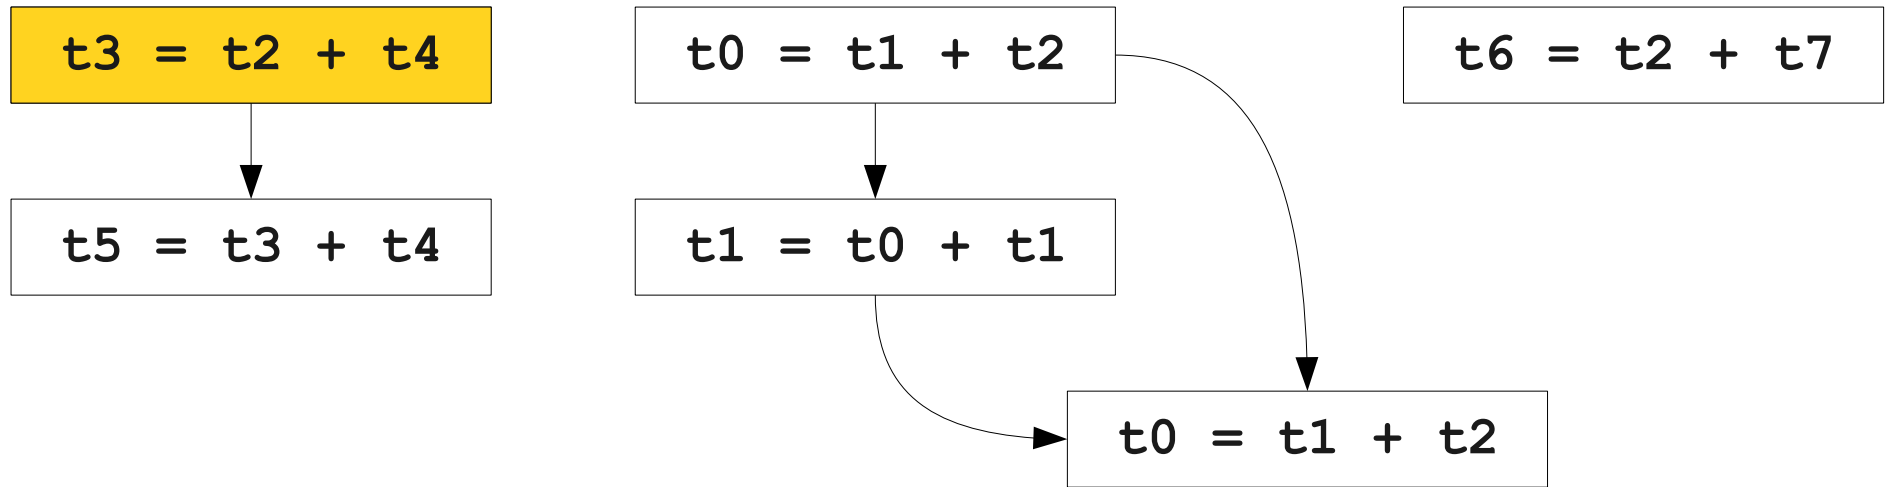 t3 = t2 + t4
t0 = t1 + t2
t6 = t2 + t7
t5 = t3 + t4
t1 = t0 + t1
t0 = t1 + t2